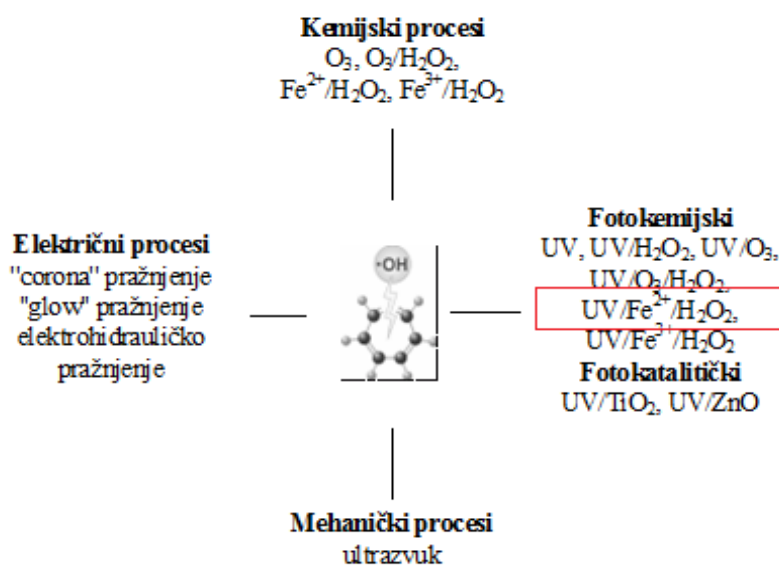 Kemijski procesi
O₃, O₃/H₂O₂,
Fe²⁺/H₂O₂, Fe³⁺/H₂O₂
Električni procesi
"corona" pražnjenje
"glow" pražnjenje
elektrohidrauličko
pražnjenje
•OH
Fotokemijski
UV, UV/H₂O₂, UV/O₃,
UV/O₃/H₂O₂,
UV/Fe²⁺/H₂O₂,
UV/Fe³⁺/H₂O₂
Fotokatalitički
UV/TiO₂, UV/ZnO
Mehanički procesi
ultrazvuk